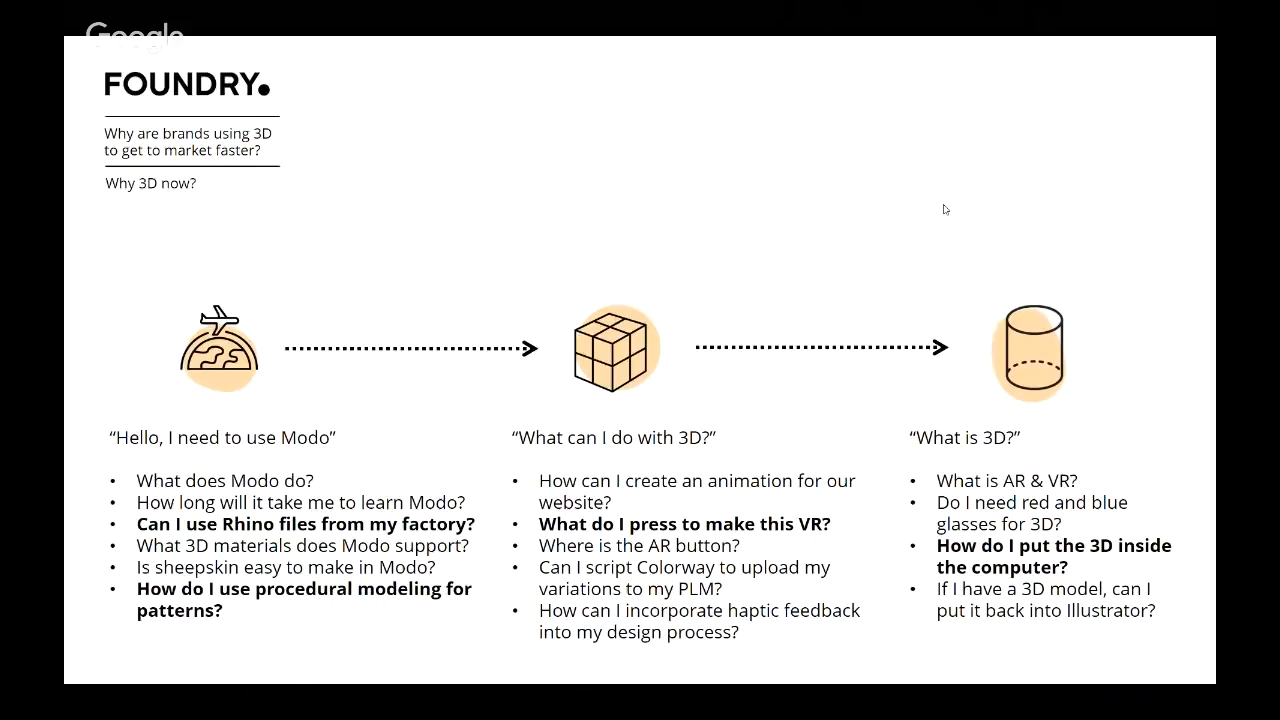 Google
FOUNDRY.
Why are brands using 3D
to get to market faster?
Why 3D now?
“Hello, I need to use Modo”
• What does Modo do?
• How long will it take me to learn Modo?
• Can I use Rhino files from my factory?
• What 3D materials does Modo support?
• Is sheepskin easy to make in Modo?
• How do I use procedural modeling for
patterns?
“What can I do with 3D?”
• How can I create an animation for our
website?
• What do I press to make this VR?
• Where is the AR button?
• Can I script Colorway to upload my
variations to my PLM?
• How can I incorporate haptic feedback
into my design process?
“What is 3D?”
• What is AR & VR?
• Do I need red and blue
glasses for 3D?
• How do I put the 3D inside
the computer?
• If I have a 3D model, can I
put it back into Illustrator?